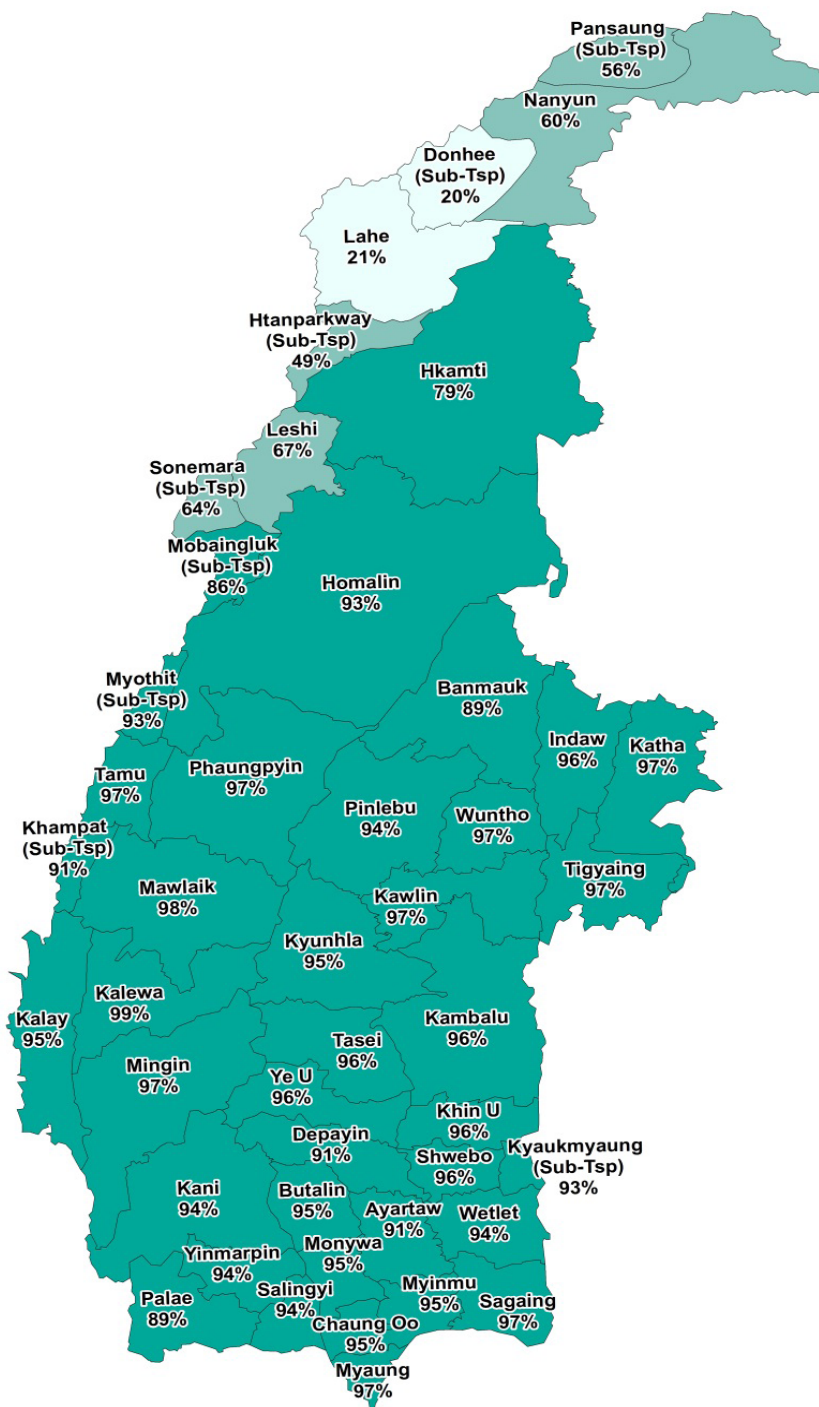 Pansaung
(Sub-Tsp)
56%
Nanyun
60%
Donhee
(Sub-Tsp)
20%
Lahe
21%
Htanparkway
(Sub-Tsp)
49%
Hkamti
79%
Leshi
67%
Sonemara
(Sub-Tsp)
64%
Mobaingluk
(Sub-Tsp)
86%
Homalin
93%
Myothit
(Sub-Tsp)
93%
Banmauk
89%
Indaw
96%
Katha
97%
Tamu
97%
Phaungpyin
97%
Pinlebu
94%
Wuntho
97%
Khampat
(Sub-Tsp)
91%
Mawlaik
98%
Kawlin
97%
Tigyaing
97%
Kyunhla
95%
Kalewa
99%
Kalay
95%
Kambalu
96%
Tasei
96%
Mingin
97%
Ye U
96%
Khin U
96%
Depayin
91%
Shwebo
96%
Kyaukmyaung
(Sub-Tsp)
93%
Kani
94%
Butalin
95%
Ayartaw
91%
Wetlet
94%
Monywa
95%
Yinmarpin
94%
Salingyi
94%
Myinmu
95%
Sagaing
97%
Palae
89%
Chaung Oo
95%
Myaung
97%